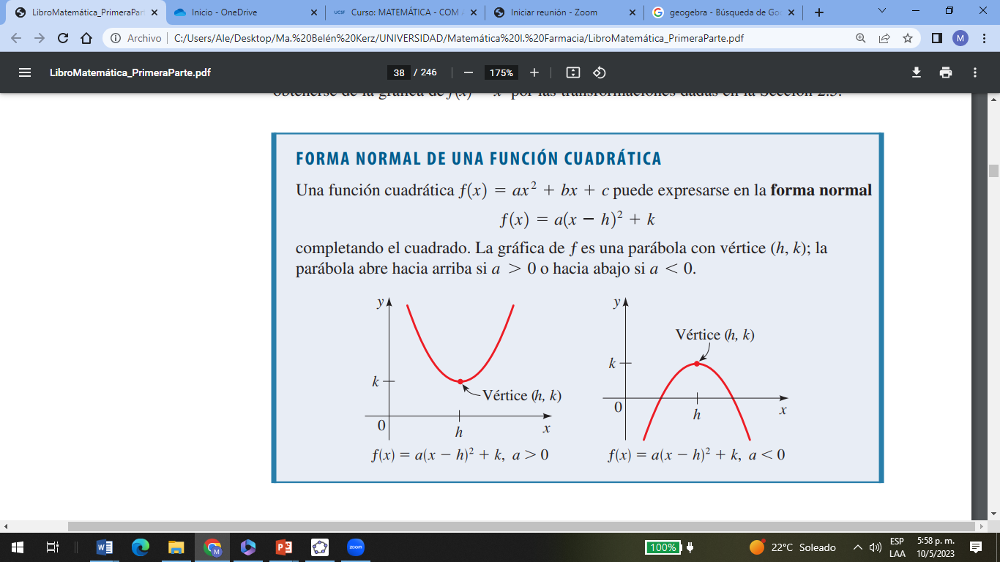 LibroMatemática_PrimeraPar
Inicio - OneDrive
UCSF
Curso: MATEMÁTICA - COM
Iniciar reunión - Zoom
geogebra - Búsqueda de Go
Archivo
C:/Users/Ale/Desktop/Ma.%20Belén%20Kerz/UNIVERSIDAD/Matemática%20I.%20Farmacia/LibroMatemática_PrimeraParte.pdf
M
LibroMatemática_PrimeraParte.pdf
38 / 246
175%
obtenerse de la gráfica de f(x) x² por las transformaciones dadas en la Sección 2.5.
FORMA NORMAL DE UNA FUNCIÓN CUADRÁTICA
Una función cuadrática f(x) = ax² + bx + c puede expresarse en la forma normal
f(x) = a(x − h)² + k
completando el cuadrado. La gráfica de f es una parábola con vértice (h, k); la
parábola abre hacia arriba si a > 0 o hacia abajo si a < 0.
y
k
Vértice (h, k)
0
h
x
f(x) = a(x − h)² + k, a > 0
y
Vértice (h, k)
k
0
h
x
f(x) = a(x − h)² + k, a < 0
W
M
P
zoom
100%
22°C Soleado
ESP
LAA
5:58 p. m.
10/5/2023